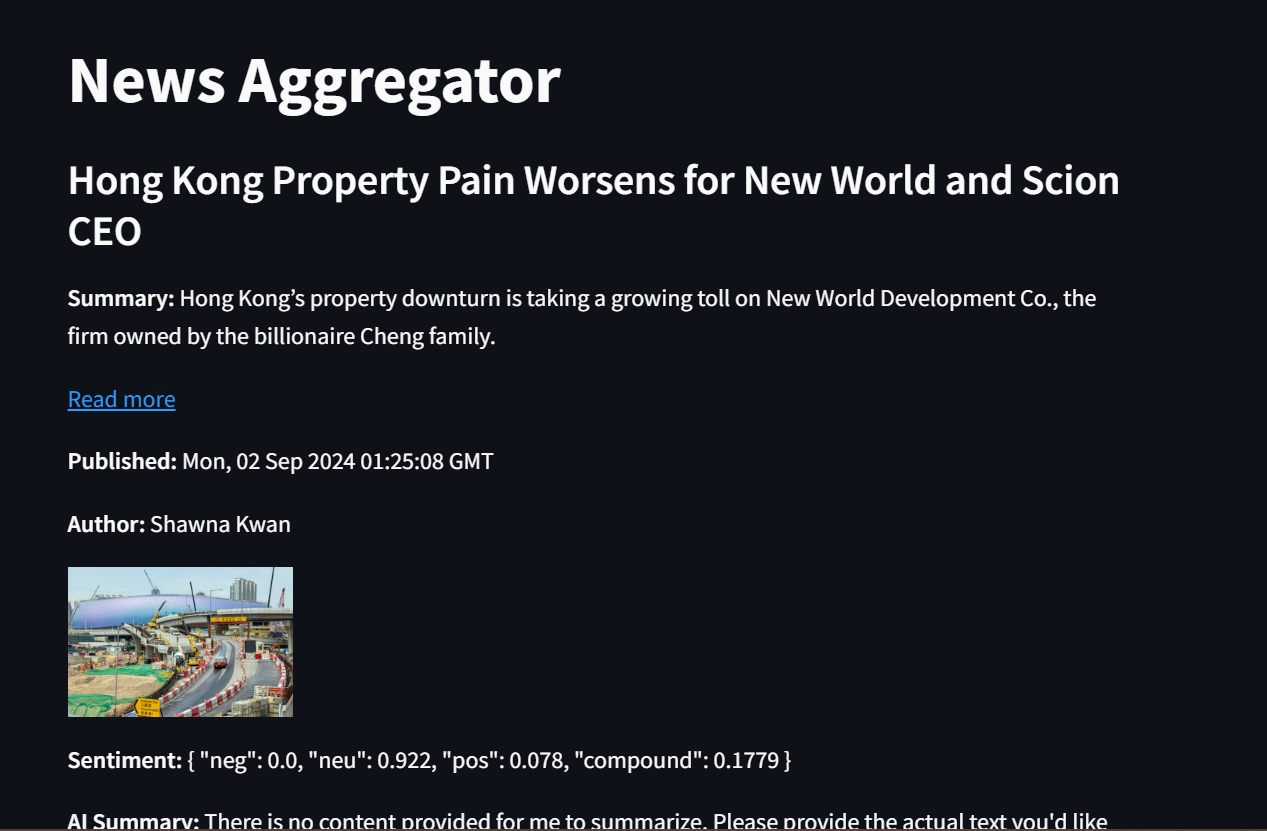 News Aggregator
Hong Kong Property Pain Worsens for New World and Scion
CEO
Summary: Hong Kong’s property downturn is taking a growing toll on New World Development Co., the
firm owned by the billionaire Cheng family.
Read more
Published: Mon, 02 Sep 2024 01:25:08 GMT
Author: Shawna Kwan
Sentiment: { "neg": 0.0, "neu": 0.922, "pos": 0.078, "compound": 0.1779 }
AI Summary: There is no content provided for me to summarize. Please provide the actual text you'd like